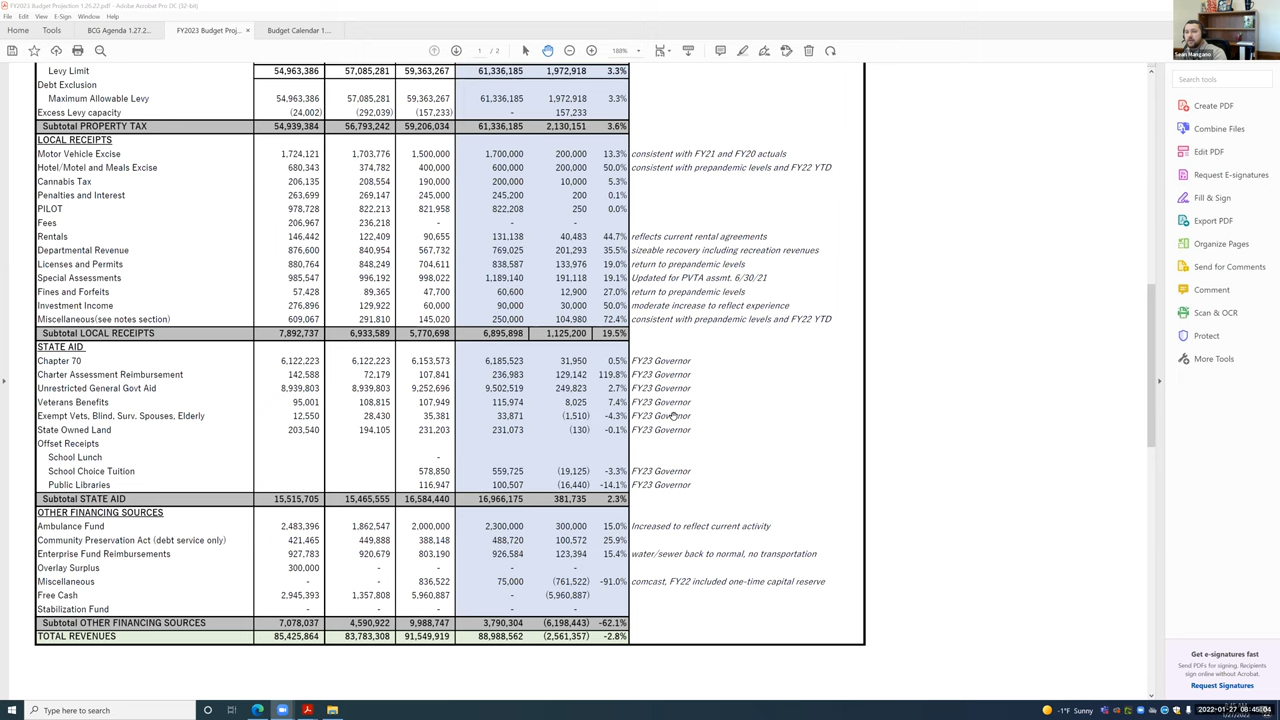 FY2023 Budget Projection 1.26.22.pdf - Adobe Acrobat Pro DC (32-bit)
File Edit View E-Sign Window Help
Home Tools BCG Agenda 1.27.2... FY2023 Budget Proj... × Budget Calendar 1....
1 / 2 188%
Sean Mangano
Levy Limit 54,963,386 57,085,281 59,363,267 61,336,185 1,972,918 3.3%
Debt Exclusion
Maximum Allowable Levy 54,963,386 57,085,281 59,363,267 61,336,185 1,972,918 3.3%
Excess Levy capacity (24,002) (292,039) (157,233) - 157,233
Subtotal PROPERTY TAX 54,939,384 56,793,242 59,206,034 61,336,185 2,130,151 3.6%
LOCAL RECEIPTS
Motor Vehicle Excise 1,724,121 1,703,776 1,500,000 1,700,000 200,000 13.3% consistent with FY21 and FY20 actuals
Hotel/Motel and Meals Excise 680,343 374,782 400,000 600,000 200,000 50.0% consistent with prepandemic levels and FY22 YTD
Cannabis Tax 206,135 208,554 190,000 200,000 10,000 5.3%
Penalties and Interest 263,699 269,147 245,000 245,200 200 0.1%
PILOT 978,728 822,213 821,958 822,208 250 0.0%
Fees 206,967 236,218 - - -
Rentals 146,442 122,409 90,655 131,138 40,483 44.7% reflects current rental agreements
Departmental Revenue 876,600 840,954 567,732 769,025 201,293 35.5% sizeable recovery including recreation revenues
Licenses and Permits 880,764 848,249 704,611 838,587 133,976 19.0% return to prepandemic levels
Special Assessments 985,547 996,192 998,022 1,189,140 191,118 19.1% Updated for PVTA assmt. 6/30/21
Fines and Forfeits 57,428 89,365 47,700 60,600 12,900 27.0% return to prepandemic levels
Investment Income 276,896 129,922 60,000 90,000 30,000 50.0% moderate increase to reflect experience
Miscellaneous(see notes section) 609,067 291,810 145,020 250,000 104,980 72.4% consistent with prepandemic levels and FY22 YTD
Subtotal LOCAL RECEIPTS 7,892,737 6,933,589 5,770,698 6,895,898 1,125,200 19.5%
STATE AID
Chapter 70 6,122,223 6,122,223 6,153,573 6,185,523 31,950 0.5% FY23 Governor
Charter Assessment Reimbursement 142,588 72,179 107,841 236,983 129,142 119.8% FY23 Governor
Unrestricted General Govt Aid 8,939,803 8,939,803 9,252,696 9,502,519 249,823 2.7% FY23 Governor
Veterans Benefits 95,001 108,815 107,949 115,974 8,025 7.4% FY23 Governor
Exempt Vets, Blind, Surv. Spouses, Elderly 12,550 28,430 35,381 33,871 (1,510) -4.3% FY23 Governor
State Owned Land 203,540 194,105 231,203 231,073 (130) -0.1% FY23 Governor
Offset Receipts
School Lunch -
School Choice Tuition 578,850 559,725 (19,125) -3.3% FY23 Governor
Public Libraries 116,947 100,507 (16,440) -14.1% FY23 Governor
Subtotal STATE AID 15,515,705 15,465,555 16,584,440 16,966,175 381,735 2.3%
OTHER FINANCING SOURCES
Ambulance Fund 2,483,396 1,862,547 2,000,000 2,300,000 300,000 15.0% Increased to reflect current activity
Community Preservation Act (debt service only) 421,465 449,888 388,148 488,720 100,572 25.9%
Enterprise Fund Reimbursements 927,783 920,679 803,190 926,584 123,394 15.4% water/sewer back to normal, no transportation
Overlay Surplus 300,000 - - - -
Miscellaneous - - 836,522 75,000 (761,522) -91.0% comcast, FY22 included one-time capital reserve
Free Cash 2,945,393 1,357,808 5,960,887 - (5,960,887)
Stabilization Fund - - - - -
Subtotal OTHER FINANCING SOURCES 7,078,037 4,590,922 9,988,747 3,790,304 (6,198,443) -62.1%
TOTAL REVENUES 85,425,864 83,783,308 91,549,919 88,988,562 (2,561,357) -2.8%
Search tools
Create PDF
Combine Files
Edit PDF
Request E-signatures
Fill & Sign
Export PDF
Organize Pages
Send for Comments
Comment
Scan & OCR
Protect
More Tools
Get e-signatures fast
Send PDFs for signing. Recipients
sign online without Acrobat.
Request Signatures
Type here to search
-1°F Sunny
2022-01-27 08:45:04